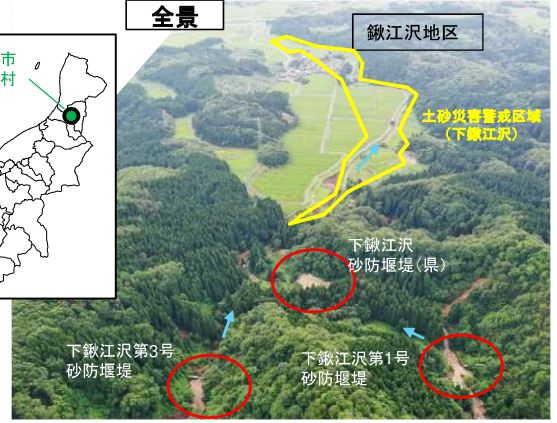 全景
鍬江沢地区
市
村
土砂災害警戒区域
（下鍬江沢）
下鍬江沢
砂防堰堤（県）
下鍬江沢第3号
砂防堰堤
下鍬江沢第1号
砂防堰堤